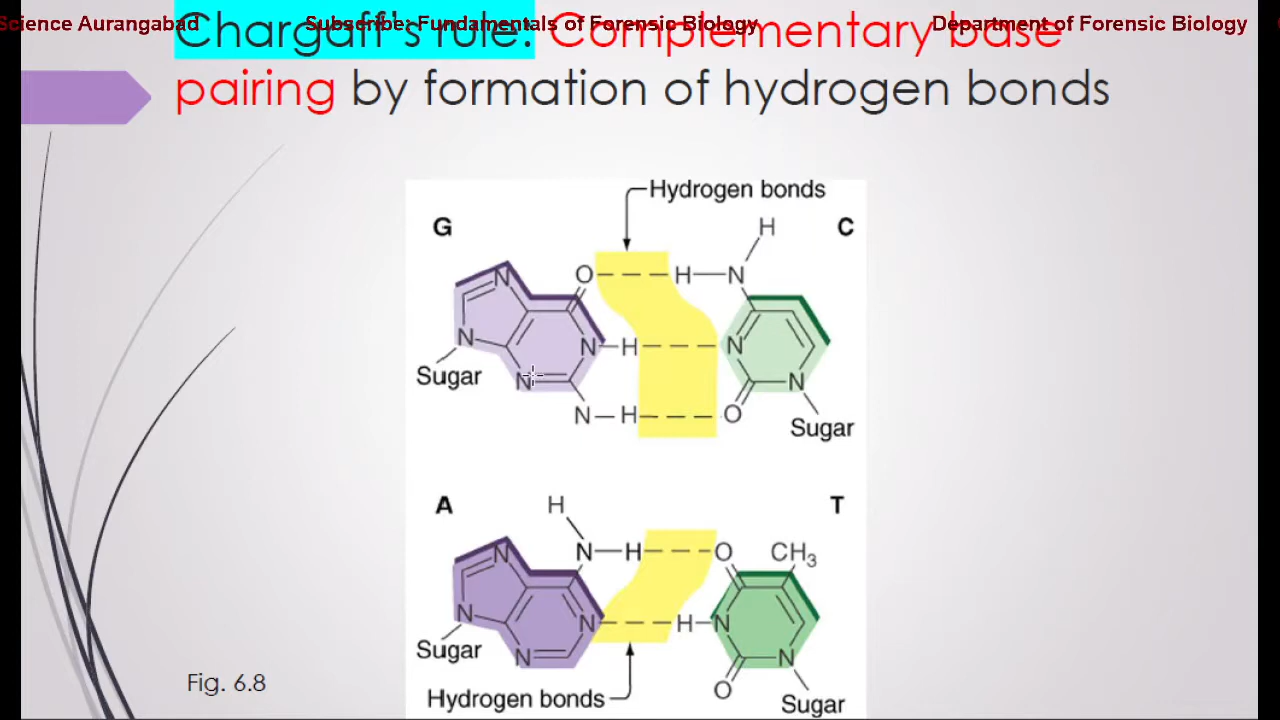 Science Aurangabad Subscribe: Fundamentals of Forensic Biology Department of Forensic Biology
Chargaff's rule: Complementary base
pairing by formation of hydrogen bonds
Hydrogen bonds
G H C
N O H N
N N H N
Sugar N N
N H O
Sugar
A H T
N N H O CH3
N N H N
Sugar N N
O
Fig. 6.8
Hydrogen bonds Sugar